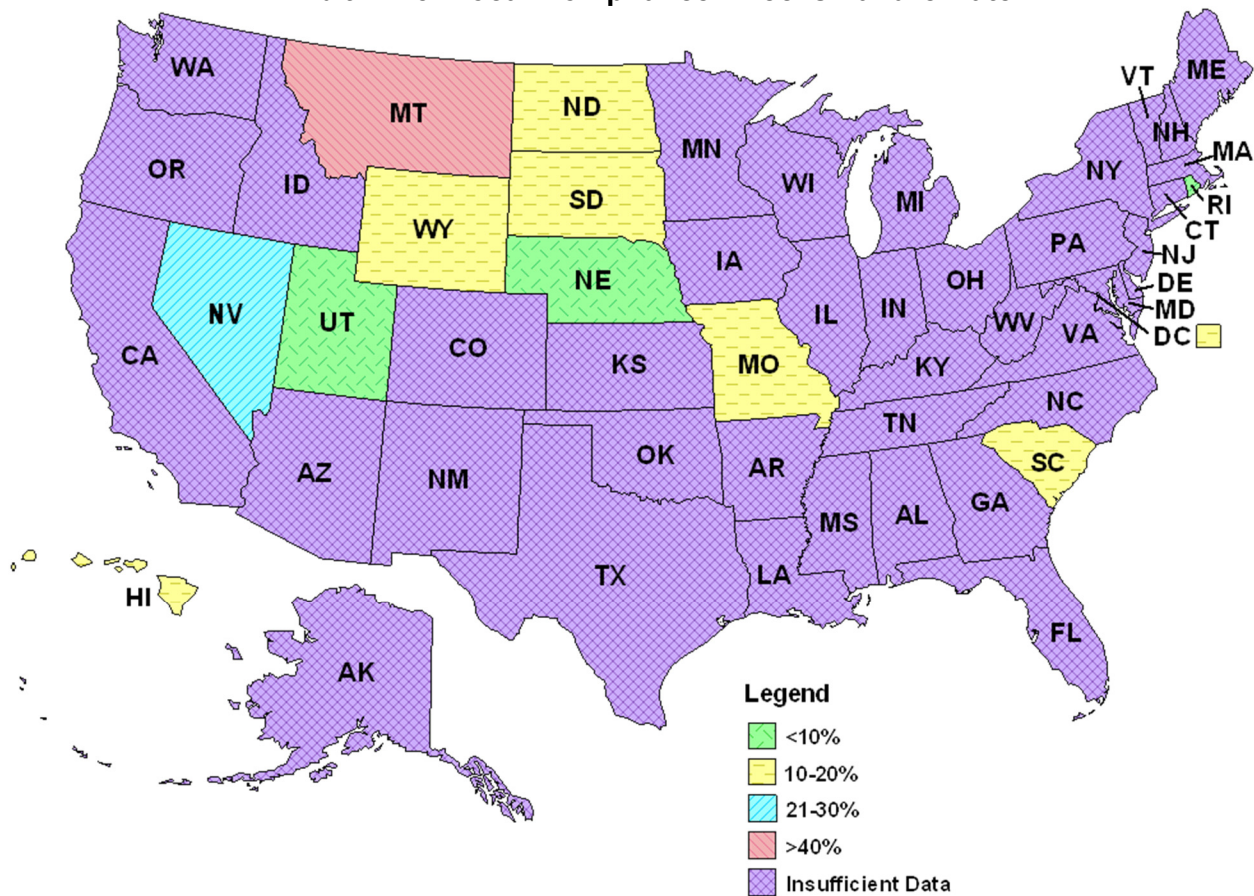 WA
MT
ND
MN
VT
ME
NH
MA
OR
ID
SD
WI
MI
NY
RI
WY
CT
IA
PA
NJ
NV
UT
NE
IL
IN
OH
DE
MD
DC
CA
CO
KS
MO
WV
VA
KY
NC
AZ
NM
OK
AR
TN
SC
MS
AL
GA
TX
LA
HI
FL
AK
Legend
<10%
10-20%
21-30%
>40%
Insufficient Data